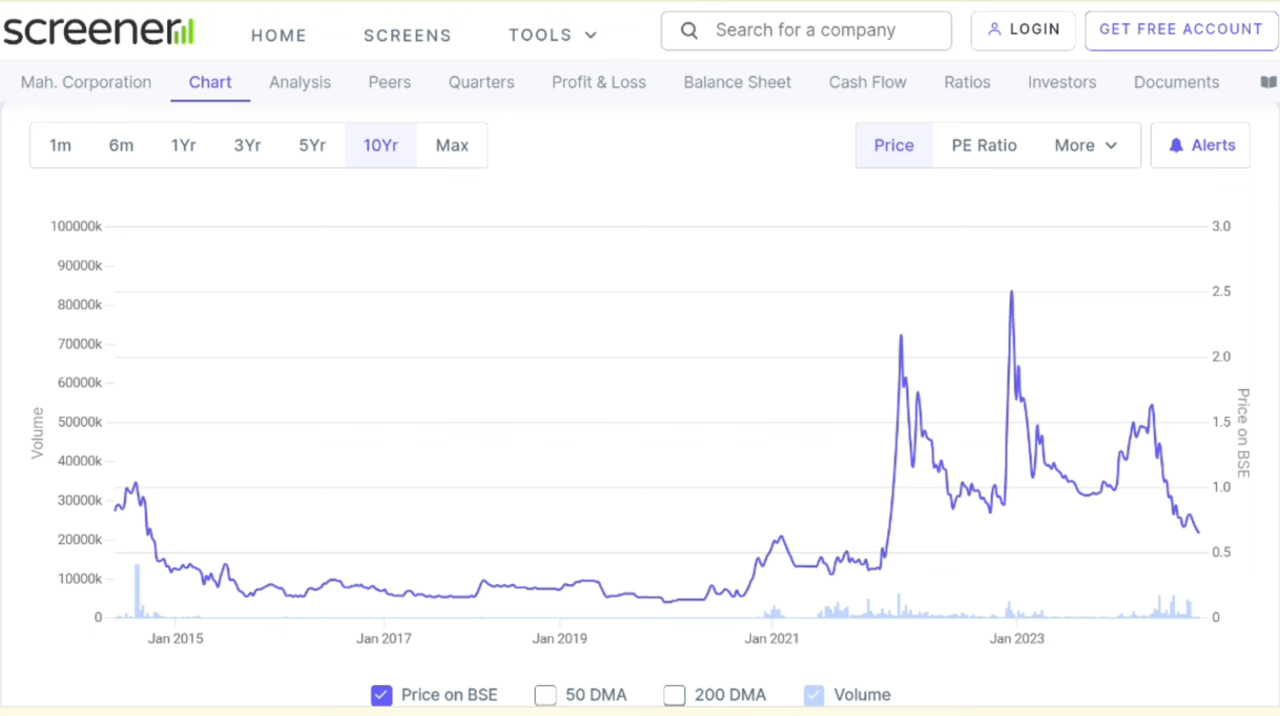 screener
HOME SCREENS TOOLS
Search for a company
LOGIN
GET FREE ACCOUNT
Mah. Corporation Chart Analysis Peers Quarters Profit & Loss Balance Sheet Cash Flow Ratios Investors Documents
1m 6m 1Yr 3Yr 5Yr 10Yr Max
Price PE Ratio More
Alerts
100000k 3.0
90000k
2.5
80000k
70000k
2.0
60000k
50000k 1.5
40000k
1.0
30000k
20000k
0.5
10000k
0 0
Volume
Price on BSE
Jan 2015 Jan 2017 Jan 2019 Jan 2021 Jan 2023
Price on BSE 50 DMA 200 DMA Volume